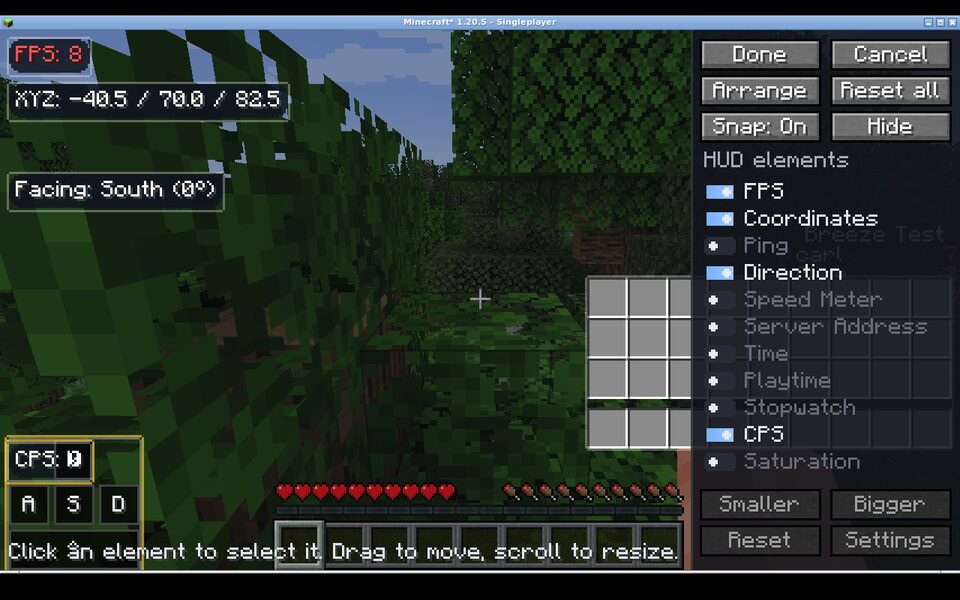 Minecraft* 1.20.5 - Singleplayer
FPS: 8
XYZ: -40.5 / 70.0 / 82.5
Facing: South (0°)
Done
Cancel
Arrange
Reset all
Snap: On
Hide
HUD elements
FPS
Coordinates
Ping
Breeze Test
carl
Direction
Speed Meter
Server Address
Time
Playtime
Stopwatch
CPS
Saturation
Smaller
Bigger
Reset
Settings
CPS: 0
A S D
Click an element to select it. Drag to move, scroll to resize.